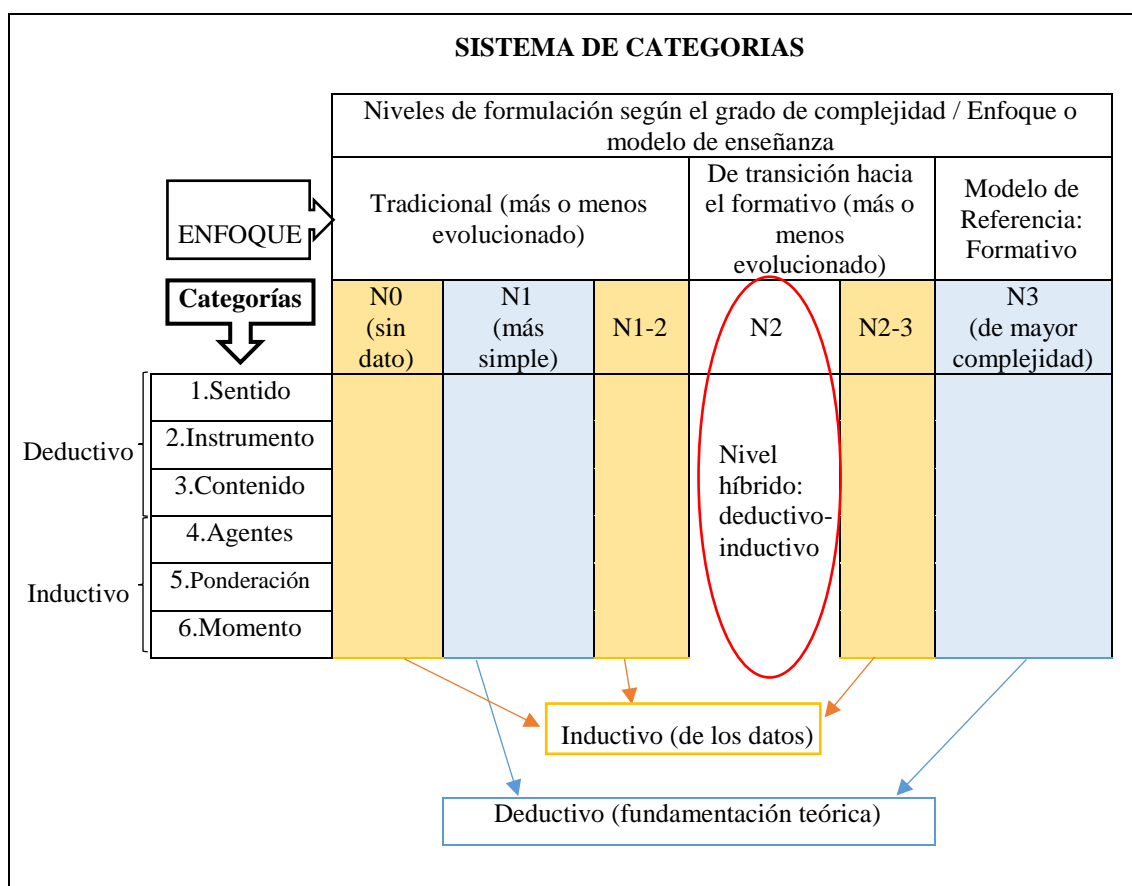 SISTEMA DE CATEGORIAS
Niveles de formulación según el grado de complejidad / Enfoque o
modelo de enseñanza
ENFOQUE
Tradicional (más o menos
evolucionado)
De transición hacia
el formativo (más o
menos
evolucionado)
Modelo de
Referencia:
Formativo
Categorías
N0
(sin
dato)
N1
(más
simple)
N1-2
N2
N2-3
N3
(de mayor
complejidad)
Deductivo
1.Sentido
2.Instrumento
3.Contenido
Inductivo
4.Agentes
5.Ponderación
6.Momento
Nivel
híbrido:
deductivo-
inductivo
Inductivo (de los datos)
Deductivo (fundamentación teórica)